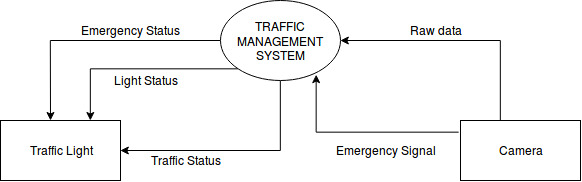 Emergency Status
TRAFFIC
MANAGEMENT
SYSTEM
Raw data
Light Status
Traffic Light
Traffic Status
Emergency Signal
Camera